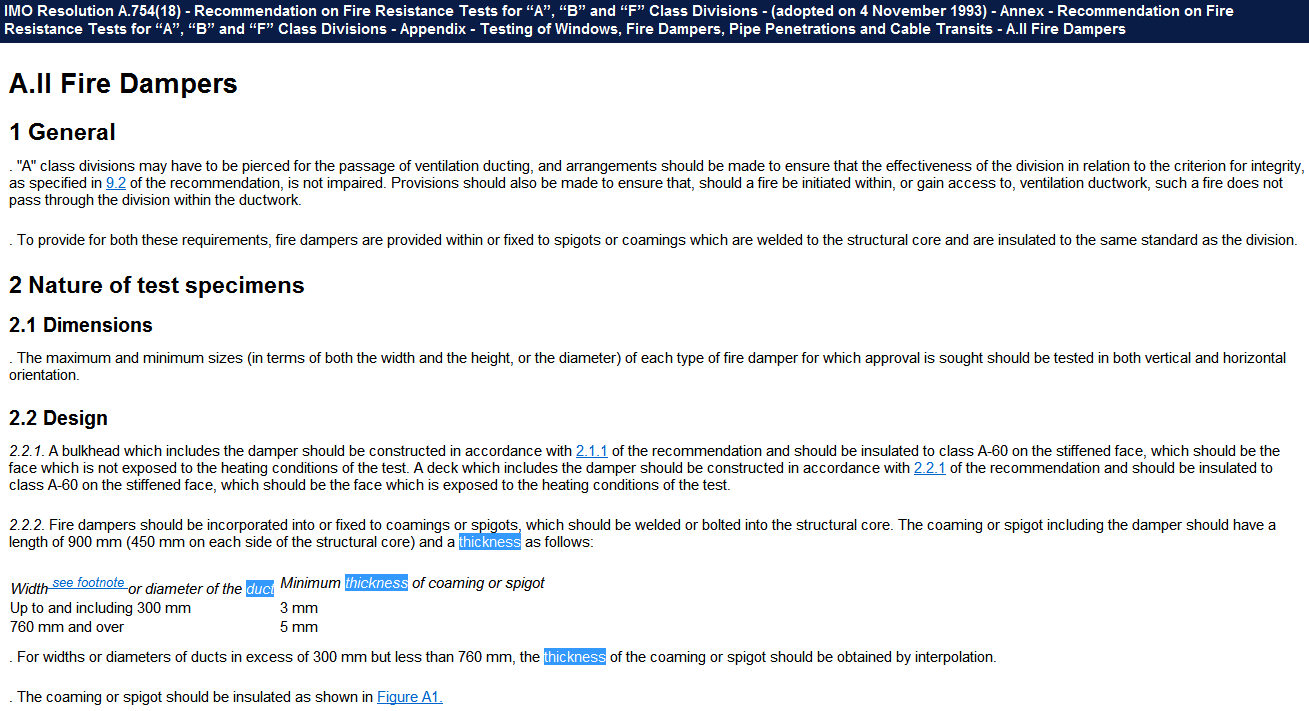 IMO Resolution A.754(18) - Recommendation on Fire Resistance Tests for “A”, “B” and “F” Class Divisions - (adopted on 4 November 1993) - Annex - Recommendation on Fire
Resistance Tests for “A”, “B” and “F” Class Divisions - Appendix - Testing of Windows, Fire Dampers, Pipe Penetrations and Cable Transits - A.II Fire Dampers
A.II Fire Dampers
1 General
. "A" class divisions may have to be pierced for the passage of ventilation ducting, and arrangements should be made to ensure that the effectiveness of the division in relation to the criterion for integrity,
as specified in 9.2 of the recommendation, is not impaired. Provisions should also be made to ensure that, should a fire be initiated within, or gain access to, ventilation ductwork, such a fire does not
pass through the division within the ductwork.
. To provide for both these requirements, fire dampers are provided within or fixed to spigots or coamings which are welded to the structural core and are insulated to the same standard as the division.
2 Nature of test specimens
2.1 Dimensions
. The maximum and minimum sizes (in terms of both the width and the height, or the diameter) of each type of fire damper for which approval is sought should be tested in both vertical and horizontal
orientation.
2.2 Design
2.2.1. A bulkhead which includes the damper should be constructed in accordance with 2.1.1 of the recommendation and should be insulated to class A-60 on the stiffened face, which should be the
face which is not exposed to the heating conditions of the test. A deck which includes the damper should be constructed in accordance with 2.2.1 of the recommendation and should be insulated to
class A-60 on the stiffened face, which should be the face which is exposed to the heating conditions of the test.
2.2.2. Fire dampers should be incorporated into or fixed to coamings or spigots, which should be welded or bolted into the structural core. The coaming or spigot including the damper should have a
length of 900 mm (450 mm on each side of the structural core) and a thickness as follows:
Width see footnote or diameter of the duct Minimum thickness of coaming or spigot
Up to and including 300 mm 3 mm
760 mm and over 5 mm
. For widths or diameters of ducts in excess of 300 mm but less than 760 mm, the thickness of the coaming or spigot should be obtained by interpolation.
. The coaming or spigot should be insulated as shown in Figure A1.